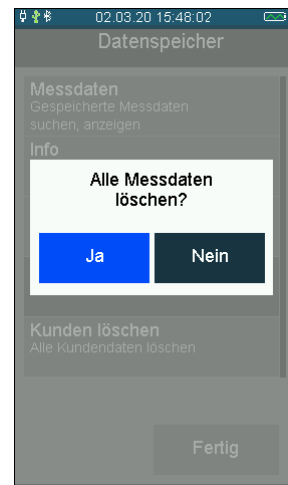 02.03.20 15:48:02
Datenspeicher
Messdaten
Gespeicherte Messdaten
suchen, anzeigen
Info
Alle Messdaten
löschen?
Ja
Nein
Kunden löschen
Alle Kundendaten löschen
Fertig